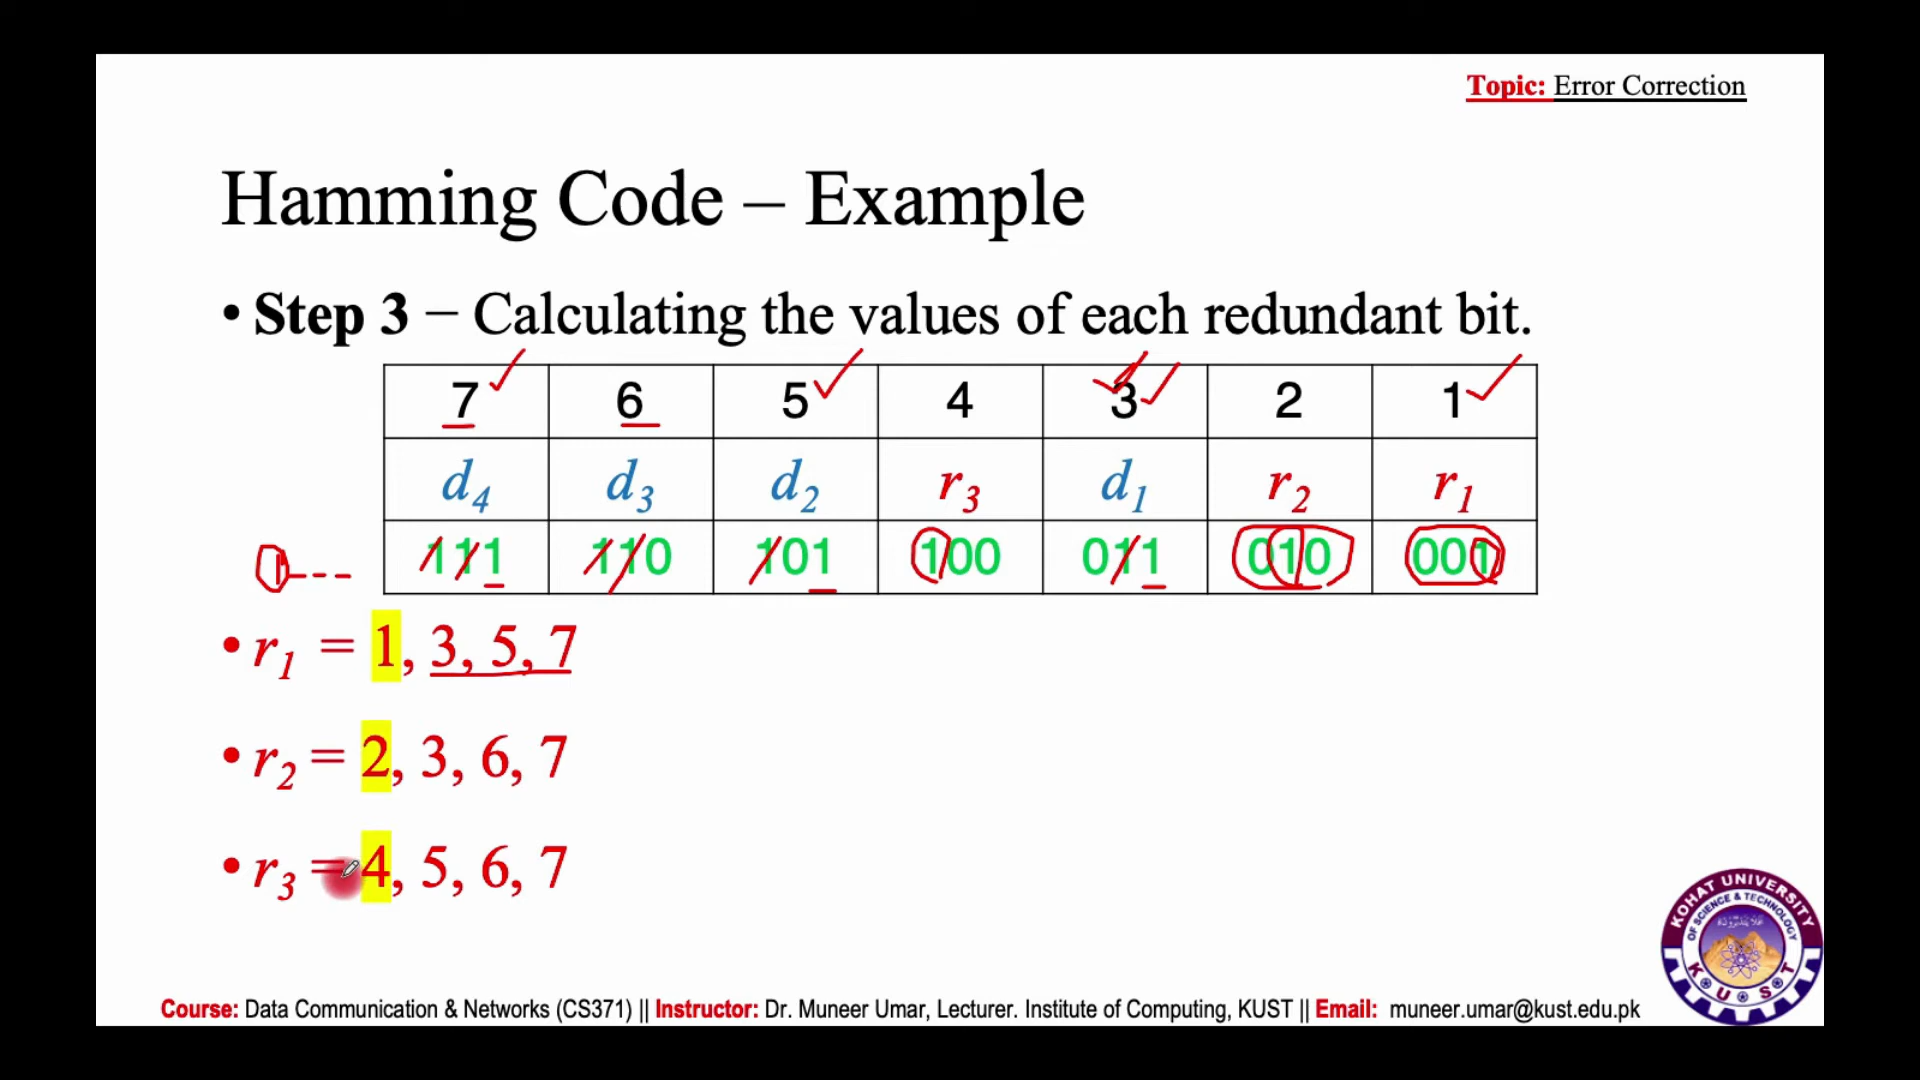 Topic: Error Correction
Hamming Code – Example
• Step 3 – Calculating the values of each redundant bit.
7 6 5 4 3 2 1
d4 d3 d2 r3 d1 r2 r1
111 110 101 100 011 010 001
• r1 = 1, 3, 5, 7
• r2 = 2, 3, 6, 7
• r3 = 4, 5, 6, 7
KOHAT UNIVERSITY
OF SCIENCE & TECHNOLOGY
K U S T
Course: Data Communication & Networks (CS371) || Instructor: Dr. Muneer Umar, Lecturer. Institute of Computing, KUST || Email: muneer.umar@kust.edu.pk